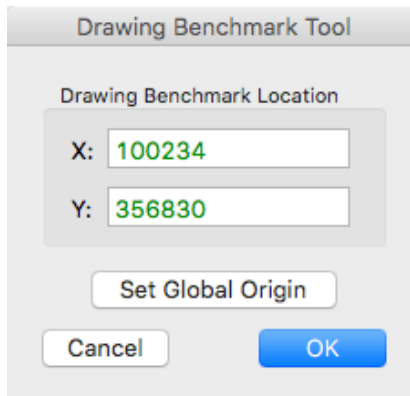 Drawing Benchmark Tool
Drawing Benchmark Location
X: 100234
Y: 356830
Set Global Origin
Cancel OK